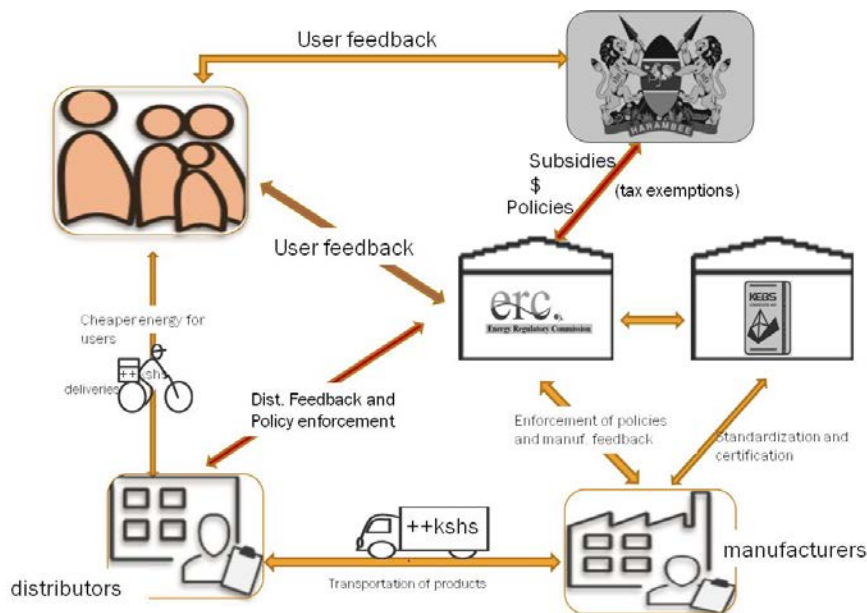 User feedback
HARAMBEE
Subsidies
$
Policies
(tax exemptions)
User feedback
erc.
Energy Regulatory Commission
KEBS
Cheaper energy for
users
++kshs
deliveries
Dist. Feedback and
Policy enforcement
Enforcement of policies
and manuf. feedback
Standardization and
certification
++kshs
Transportation of products
distributors
manufacturers